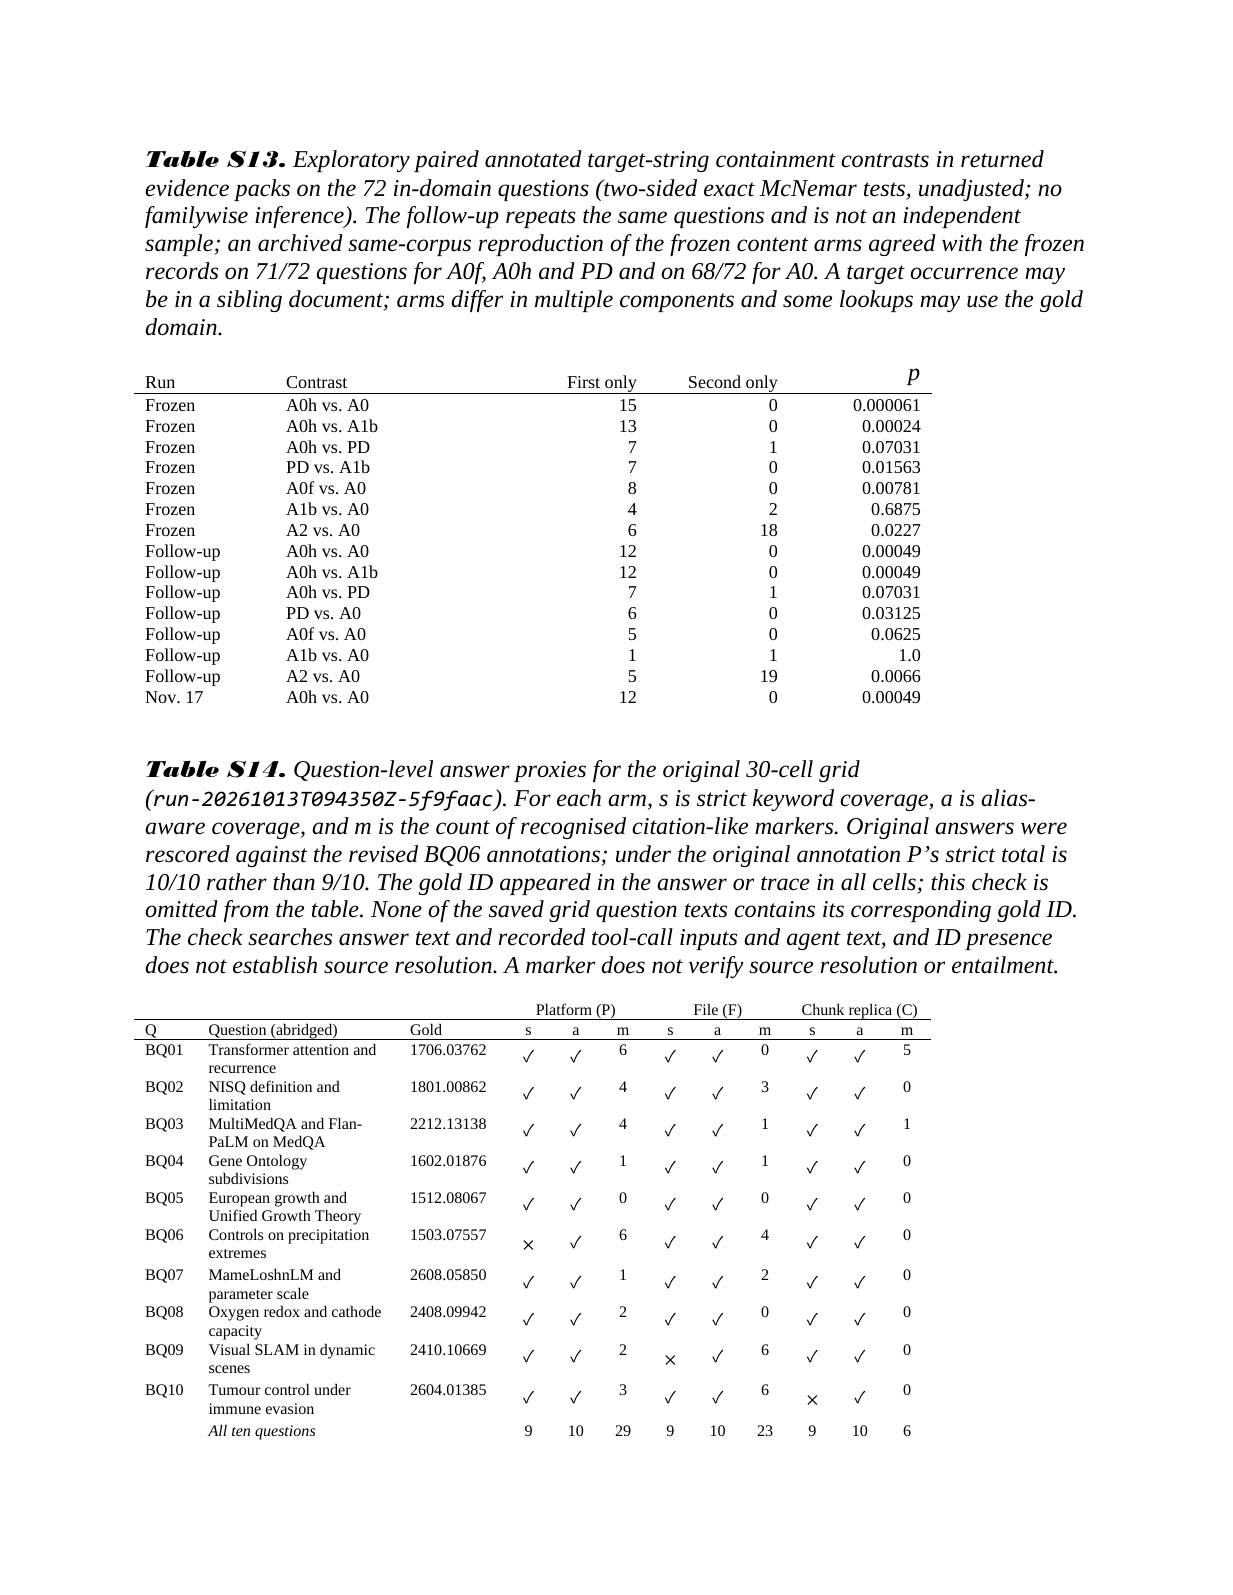 Table S13. Exploratory paired annotated target-string containment contrasts in returned
evidence packs on the 72 in-domain questions (two-sided exact McNemar tests, unadjusted; no
familywise inference). The follow-up repeats the same questions and is not an independent
sample; an archived same-corpus reproduction of the frozen content arms agreed with the frozen
records on 71/72 questions for A0f, A0h and PD and on 68/72 for A0. A target occurrence may
be in a sibling document; arms differ in multiple components and some lookups may use the gold
domain.
Run Contrast First only Second only p
Frozen A0h vs. A0 15 0 0.000061
Frozen A0h vs. A1b 13 0 0.00024
Frozen A0h vs. PD 7 1 0.07031
Frozen PD vs. A1b 7 0 0.01563
Frozen A0f vs. A0 8 0 0.00781
Frozen A1b vs. A0 4 2 0.6875
Frozen A2 vs. A0 6 18 0.0227
Follow-up A0h vs. A0 12 0 0.00049
Follow-up A0h vs. A1b 12 0 0.00049
Follow-up A0h vs. PD 7 1 0.07031
Follow-up PD vs. A0 6 0 0.03125
Follow-up A0f vs. A0 5 0 0.0625
Follow-up A1b vs. A0 1 1 1.0
Follow-up A2 vs. A0 5 19 0.0066
Nov. 17 A0h vs. A0 12 0 0.00049
Table S14. Question-level answer proxies for the original 30-cell grid
(run-20261013T094350Z-5f9faac). For each arm, s is strict keyword coverage, a is alias-
aware coverage, and m is the count of recognised citation-like markers. Original answers were
rescored against the revised BQ06 annotations; under the original annotation P’s strict total is
10/10 rather than 9/10. The gold ID appeared in the answer or trace in all cells; this check is
omitted from the table. None of the saved grid question texts contains its corresponding gold ID.
The check searches answer text and recorded tool-call inputs and agent text, and ID presence
does not establish source resolution. A marker does not verify source resolution or entailment.
Platform (P) File (F) Chunk replica (C)
Q Question (abridged) Gold s a m s a m s a m
BQ01 Transformer attention and 1706.03762 ✓ ✓ 6 ✓ ✓ 0 ✓ ✓ 5
recurrence
BQ02 NISQ definition and 1801.00862 ✓ ✓ 4 ✓ ✓ 3 ✓ ✓ 0
limitation
BQ03 MultiMedQA and Flan- 2212.13138 ✓ ✓ 4 ✓ ✓ 1 ✓ ✓ 1
PaLM on MedQA
BQ04 Gene Ontology 1602.01876 ✓ ✓ 1 ✓ ✓ 1 ✓ ✓ 0
subdivisions
BQ05 European growth and 1512.08067 ✓ ✓ 0 ✓ ✓ 0 ✓ ✓ 0
Unified Growth Theory
BQ06 Controls on precipitation 1503.07557 × ✓ 6 ✓ ✓ 4 ✓ ✓ 0
extremes
BQ07 MameLoshnLM and 2608.05850 ✓ ✓ 1 ✓ ✓ 2 ✓ ✓ 0
parameter scale
BQ08 Oxygen redox and cathode 2408.09942 ✓ ✓ 2 ✓ ✓ 0 ✓ ✓ 0
capacity
BQ09 Visual SLAM in dynamic 2410.10669 ✓ ✓ 2 × ✓ 6 ✓ ✓ 0
scenes
BQ10 Tumour control under 2604.01385 ✓ ✓ 3 ✓ ✓ 6 × ✓ 0
immune evasion
All ten questions 9 10 29 9 10 23 9 10 6